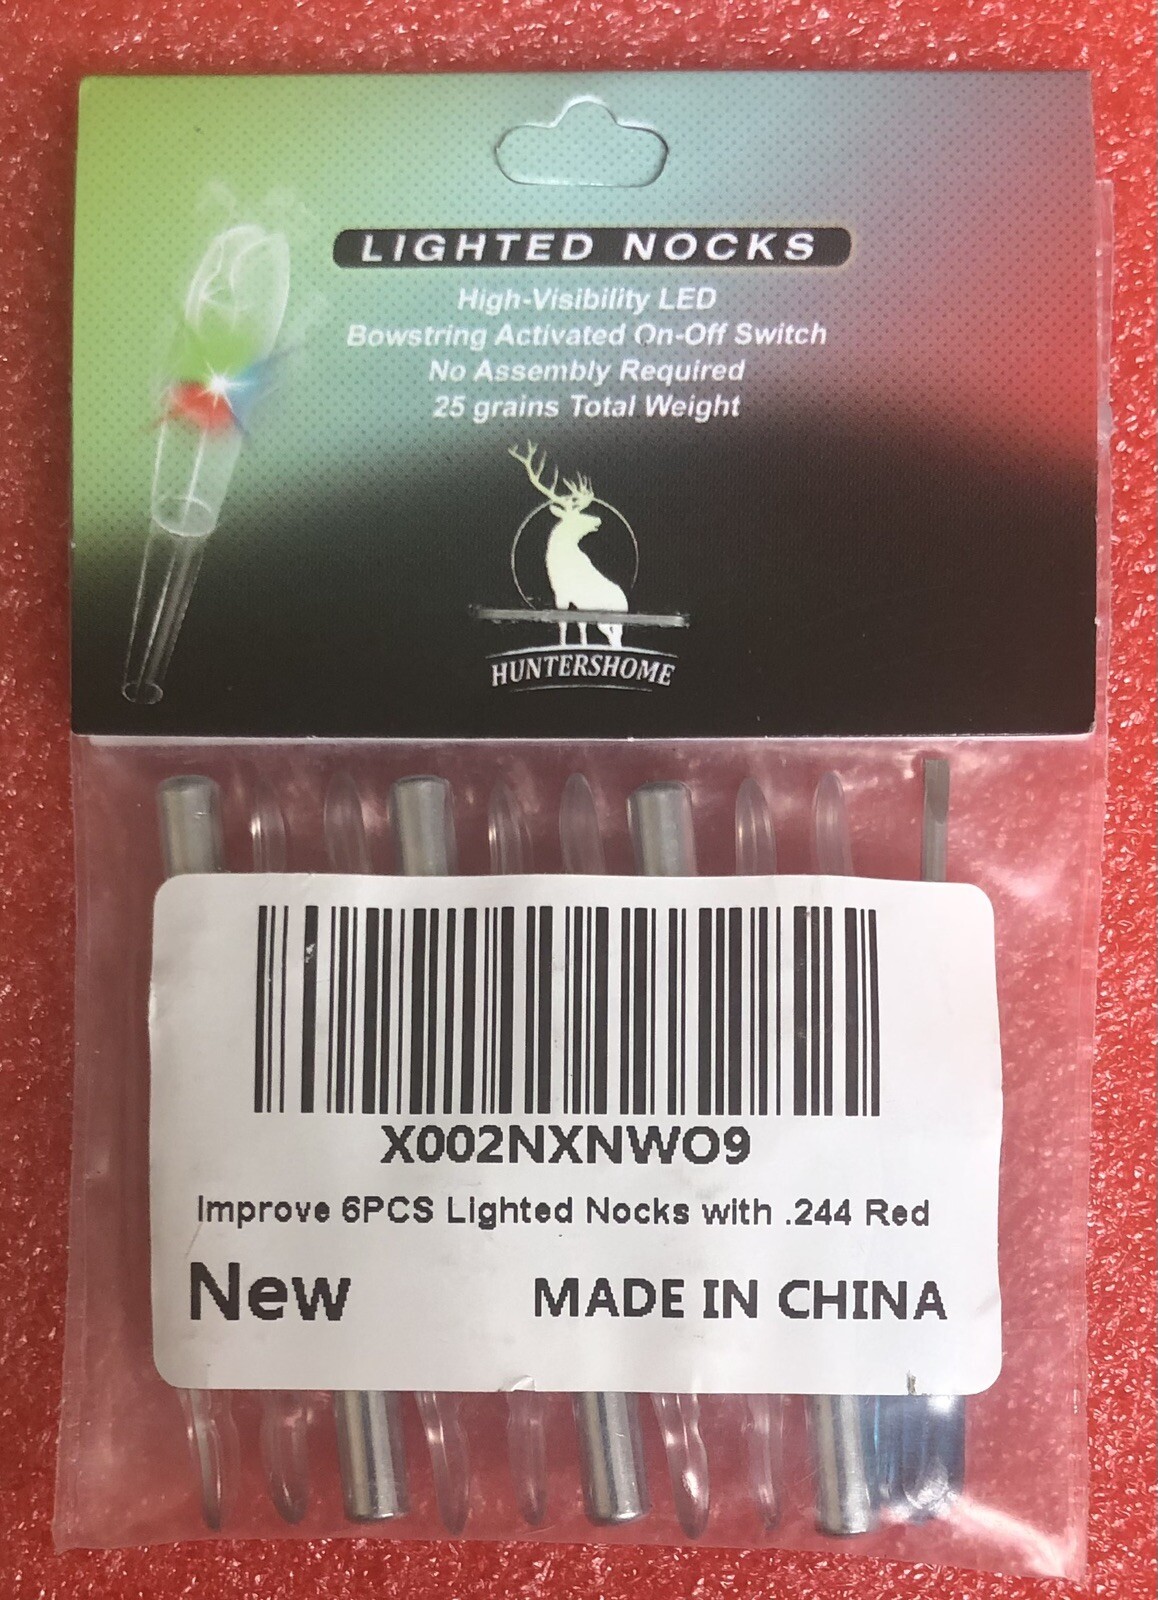 LIGHTED NOCKS
High-Visibility LED
Bowstring Activated On-Off Switch
No Assembly Required
25 grains Total Weight
HUNTERSHOME
X002NXNWO9
Improve 6PCS Lighted Nocks with .244 Red
New MADE IN CHINA